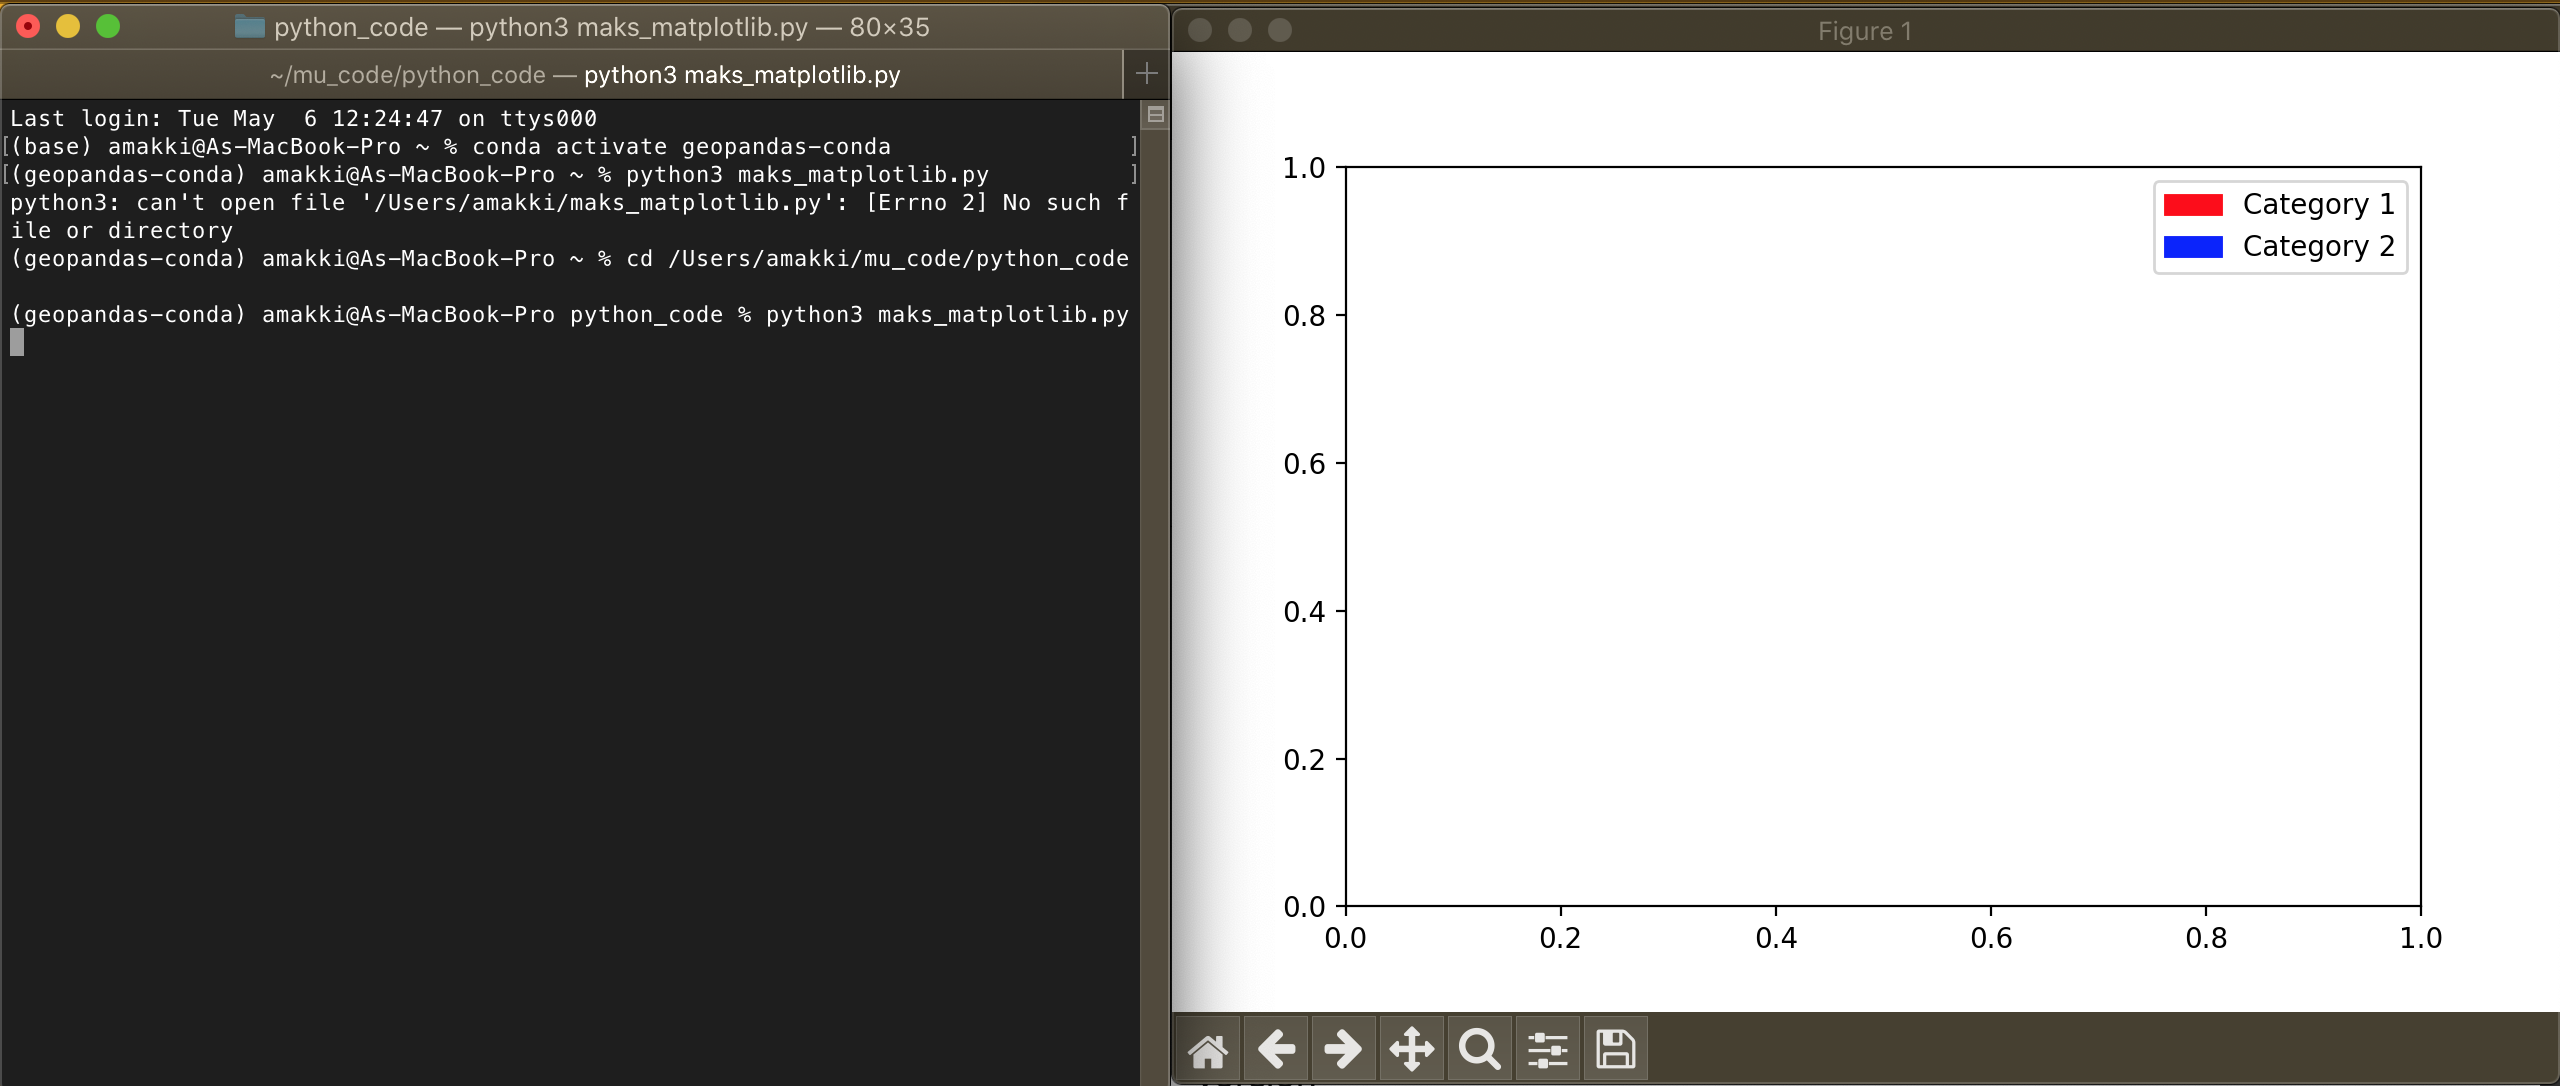 python_code — python3 maks_matplotlib.py — 80×35
~/mu_code/python_code — python3 maks_matplotlib.py
Last login: Tue May  6 12:24:47 on ttys000
[(base) amakki@As-MacBook-Pro ~ % conda activate geopandas-conda ]
[(geopandas-conda) amakki@As-MacBook-Pro ~ % python3 maks_matplotlib.py ]
python3: can't open file '/Users/amakki/maks_matplotlib.py': [Errno 2] No such f
ile or directory
(geopandas-conda) amakki@As-MacBook-Pro ~ % cd /Users/amakki/mu_code/python_code
(geopandas-conda) amakki@As-MacBook-Pro python_code % python3 maks_matplotlib.py
Figure 1
Category 1
Category 2
1.0
0.8
0.6
0.4
0.2
0.0
0.0 0.2 0.4 0.6 0.8 1.0